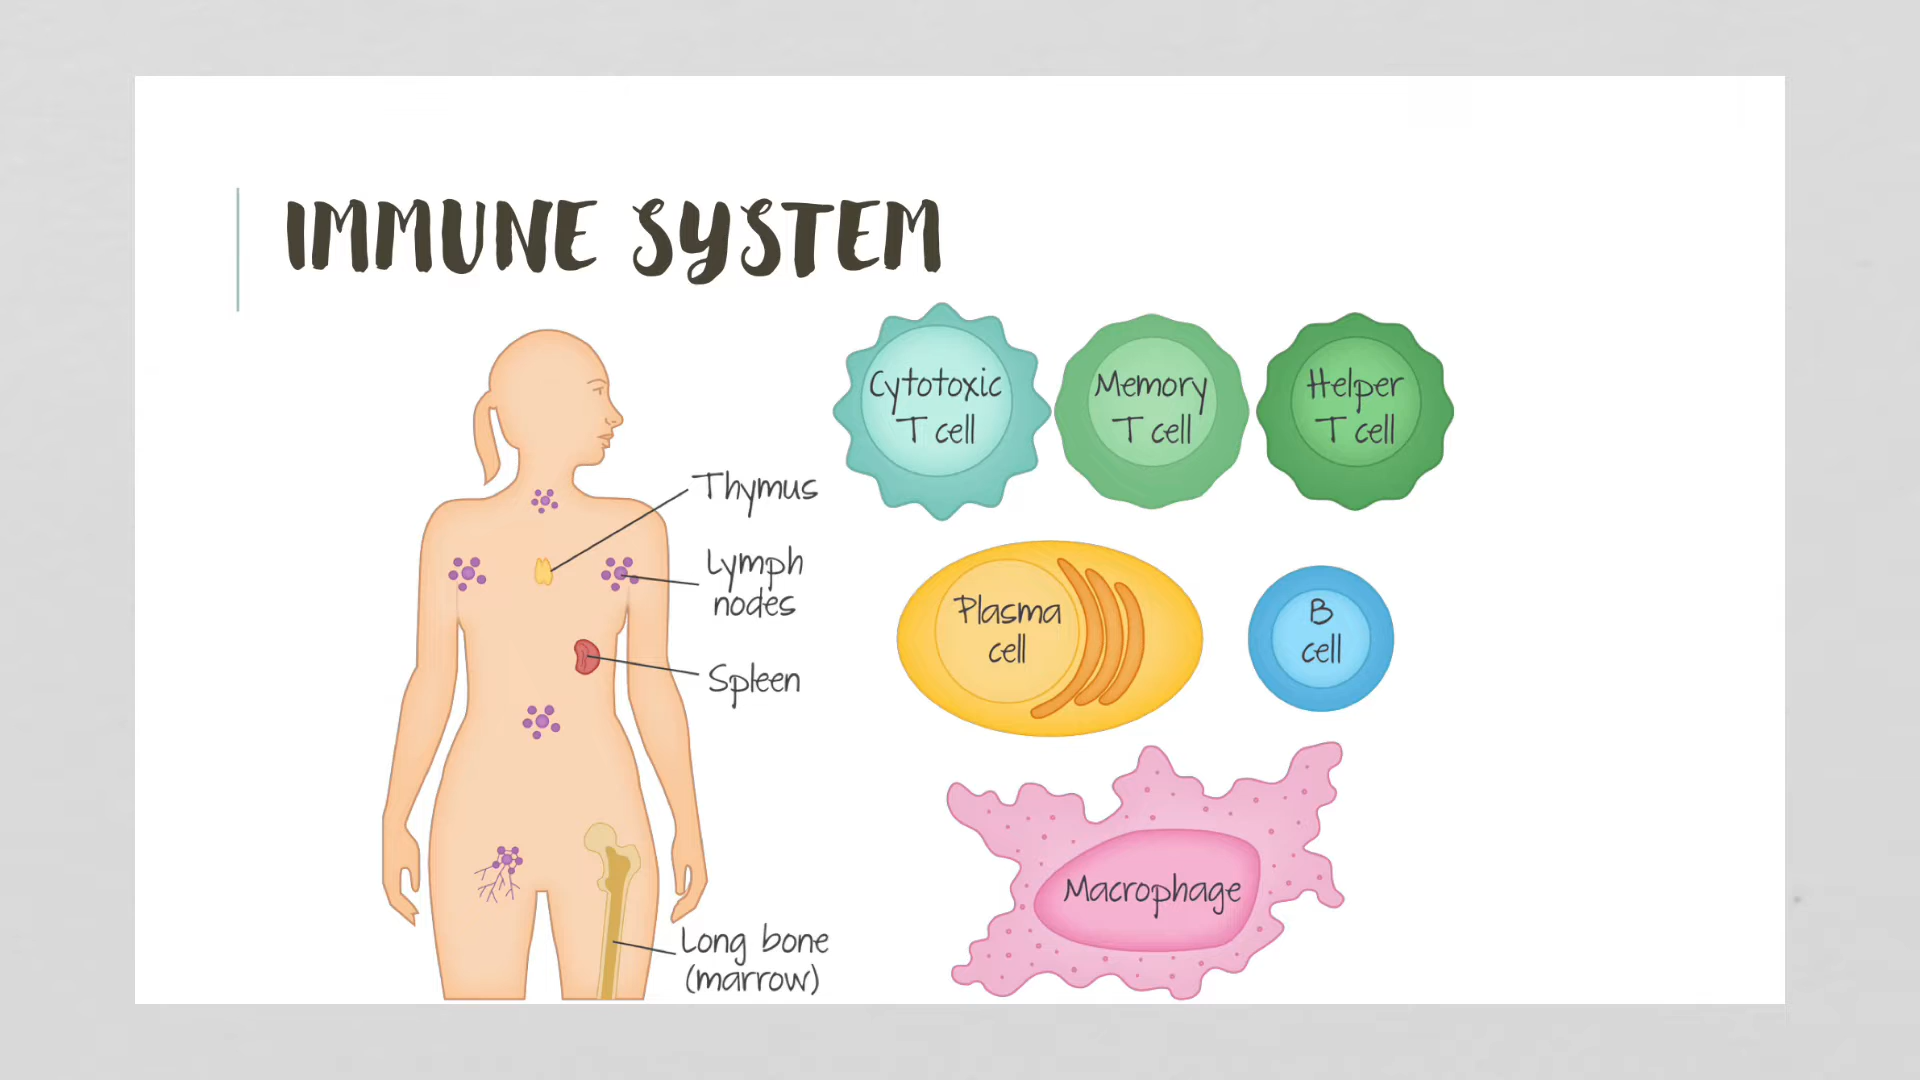 IMMUNE SYSTEM
Thymus
Lymph
nodes
Spleen
Long bone
(marrow)
Cytotoxic
T cell
Memory
T cell
Helper
T cell
Plasma
cell
B
cell
Macrophage